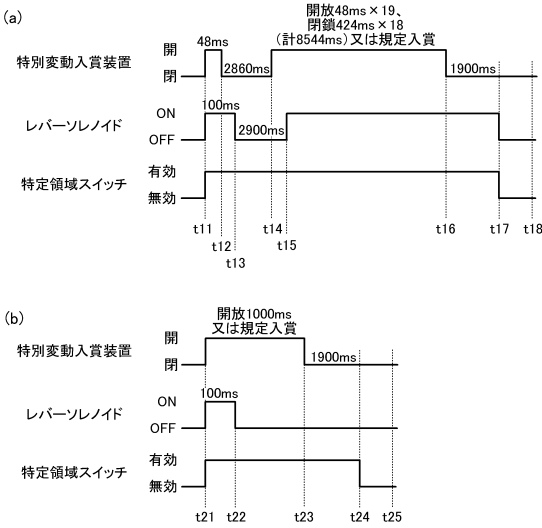 (a)
開放48ms×19、
閉鎖424ms×18
(計8544ms)又は規定入賞
特別変動入賞装置
開
閉
48ms
2860ms
1900ms
レバーソレノイド
ON
OFF
100ms
2900ms
特定領域スイッチ
有効
無効
t11
t12
t13
t14
t15
t16
t17
t18
(b)
開放1000ms
又は規定入賞
特別変動入賞装置
開
閉
1900ms
レバーソレノイド
ON
OFF
100ms
特定領域スイッチ
有効
無効
t21
t22
t23
t24
t25